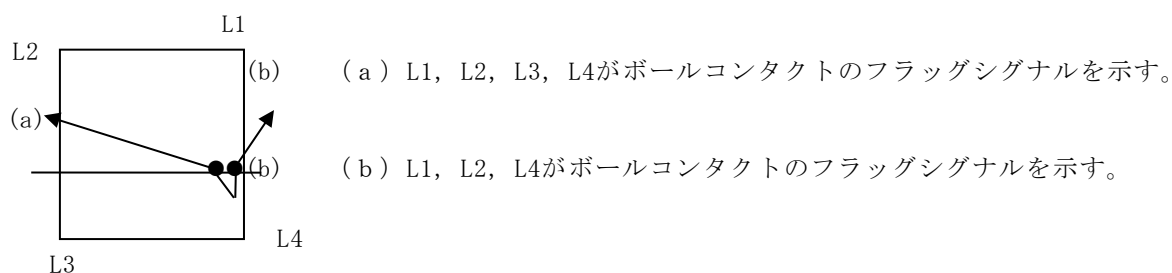 L1
L2
(b) (a) L1, L2, L3, L4がボールコンタクトのフラッグシグナルを示す。
(a)
(b) (b) L1, L2, L4がボールコンタクトのフラッグシグナルを示す。
L4
L3